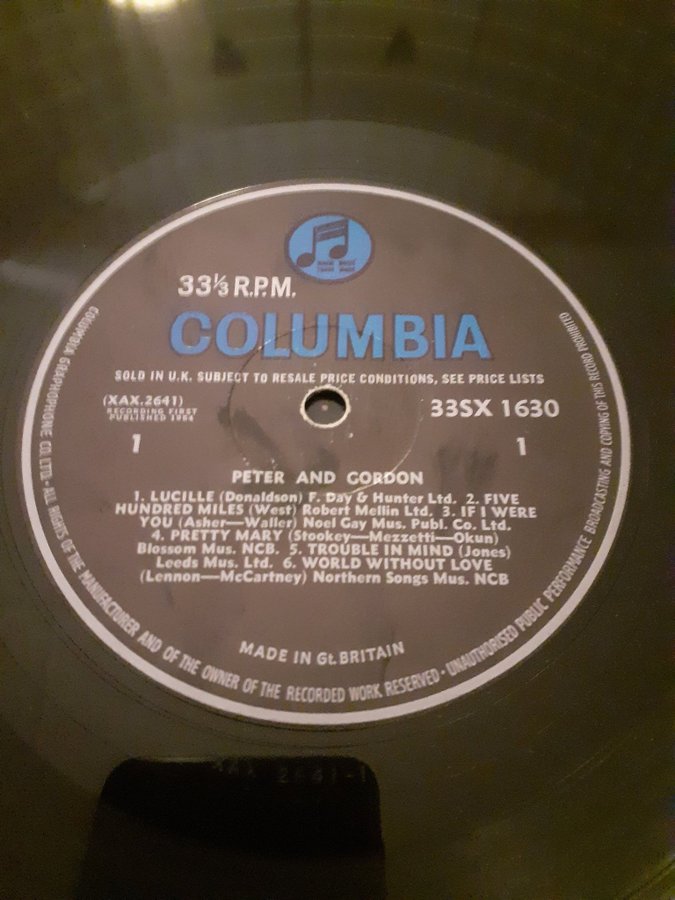 33⅓ R.P.M.
COLUMBIA
SOLD IN U.K. SUBJECT TO RESALE PRICE CONDITIONS, SEE PRICE LISTS
(XAX.2641)
RECORDING FIRST
PUBLISHED 1964
33SX 1630
1 1
PETER AND GORDON
1. LUCILLE (Donaldson) F. Day & Hunter Ltd. 2. FIVE
HUNDRED MILES (West) Robert Mellin Ltd. 3. IF I WERE
YOU (Asher—Waller) Noel Gay Mus. Publ. Co. Ltd.
4. PRETTY MARY (Stookey—Mezzetti—Okun)
Blossom Mus. NCB. 5. TROUBLE IN MIND (Jones)
Leeds Mus. Ltd. 6. WORLD WITHOUT LOVE
(Lennon—McCartney) Northern Songs Mus. NCB
MADE IN Gt. BRITAIN
COLUMBIA GRAPHOPHONE CO. LTD. · ALL RIGHTS OF THE MANUFACTURER AND OF THE OWNER OF THE RECORDED WORK RESERVED · UNAUTHORISED PUBLIC PERFORMANCE BROADCASTING AND COPYING OF THIS RECORD PROHIBITED
XAX 2641-1